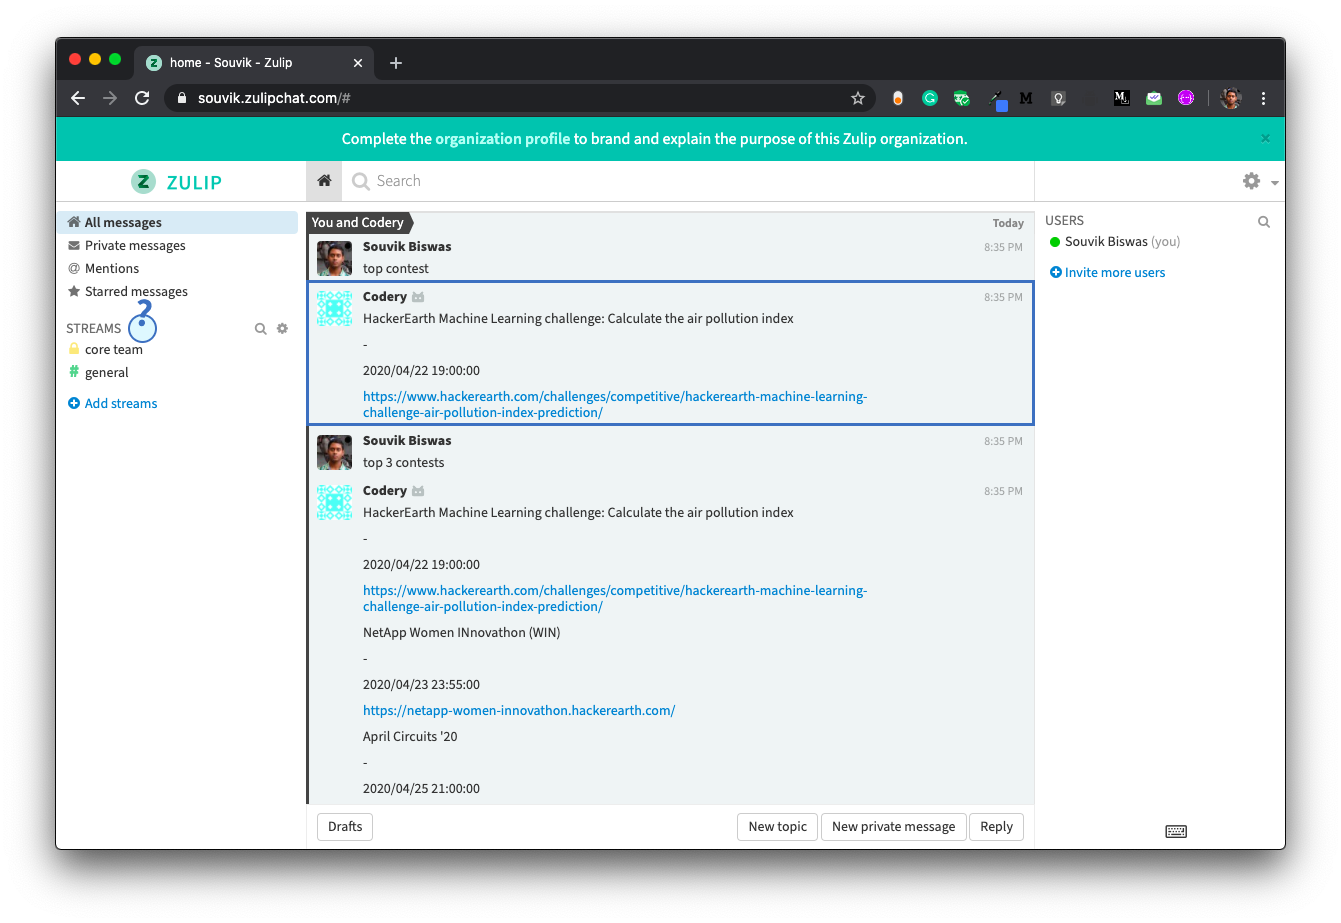 home - Souvik - Zulip
souvik.zulipchat.com/#
Complete the organization profile to brand and explain the purpose of this Zulip organization.
ZULIP
Search
All messages
Private messages
Mentions
Starred messages
STREAMS
?
core team
general
Add streams
You and Codery
Today
Souvik Biswas
8:35 PM
top contest
Codery
8:35 PM
HackerEarth Machine Learning challenge: Calculate the air pollution index
-
2020/04/22 19:00:00
https://www.hackerearth.com/challenges/competitive/hackerearth-machine-learning-
challenge-air-pollution-index-prediction/
Souvik Biswas
8:35 PM
top 3 contests
Codery
8:35 PM
HackerEarth Machine Learning challenge: Calculate the air pollution index
-
2020/04/22 19:00:00
https://www.hackerearth.com/challenges/competitive/hackerearth-machine-learning-
challenge-air-pollution-index-prediction/
NetApp Women INnovathon (WIN)
-
2020/04/23 23:55:00
https://netapp-women-innovathon.hackerearth.com/
April Circuits '20
-
2020/04/25 21:00:00
Drafts
New topic
New private message
Reply
USERS
Souvik Biswas (you)
Invite more users